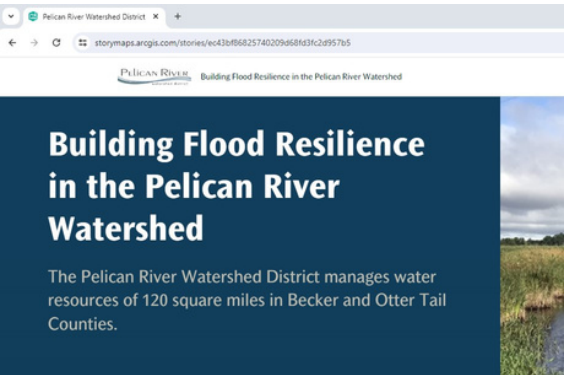 Pelican River Watershed District
storymaps.arcgis.com/stories/ec43bf86825740209d68fd3fc2d957b5
PELICAN RIVER
Building Flood Resilience in the Pelican River Watershed
Building Flood Resilience
in the Pelican River
Watershed
The Pelican River Watershed District manages water
resources of 120 square miles in Becker and Otter Tail
Counties.